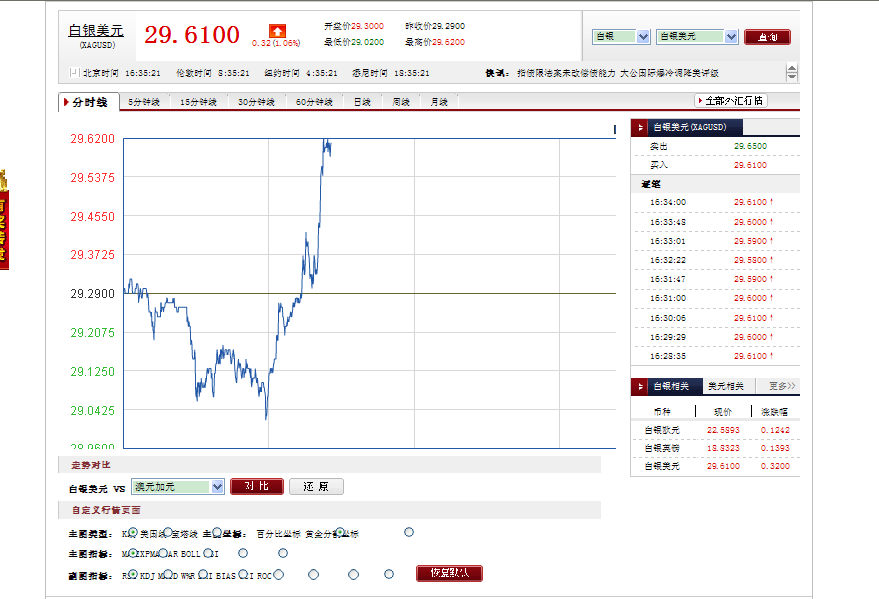 白银美元
(XAGUSD)
29.6100
0.32 (1.06%)
开盘价29.3000 昨收价29.2900
最低价29.0200 最高价29.6200
白银 白银美元 查询
北京时间 16:35:21 伦敦时间 8:35:21 纽约时间 4:35:21 悉尼时间 18:35:21
快讯: 指债限法案未改偿债能力 大公国际爆冷调降美评级
分时线 5分钟线 15分钟线 30分钟线 60分钟线 日线 周线 月线
全部外汇行情
29.6200
29.5375
29.4550
29.3725
29.2900
29.2075
29.1250
29.0425
28.9600
白银美元(XAGUSD)
卖出 29.6500
买入 29.6100
逐笔
16:34:00 29.6100↑
16:33:48 29.6000↑
16:33:01 29.5900↑
16:32:22 29.5800↑
16:31:47 29.5900↑
16:31:00 29.6000↑
16:30:06 29.6100↑
16:29:29 29.6000↑
16:28:35 29.6100↑
白银相关 美元相关 更多>>
币种 现价 涨跌幅
白银欧元 22.5893 0.1242
白银英镑 18.8323 0.1393
白银美元 29.6100 0.3200
走势对比
白银美元 VS 澳元加元 对 比 还 原
自定义行情页面
主图类型: 美国线 宝塔线 主图坐标: 百分比坐标 黄金分割坐标
主图指标: BOLL
副图指标: KDJ W%R BIAS ROC
恢复默认